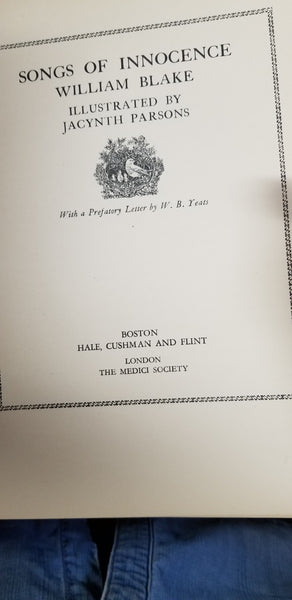 SONGS OF INNOCENCE
WILLIAM BLAKE
ILLUSTRATED BY
JACYNTH PARSONS
With a Prefatory Letter by W. B. Yeats
BOSTON
HALE, CUSHMAN AND FLINT
LONDON
THE MEDICI SOCIETY